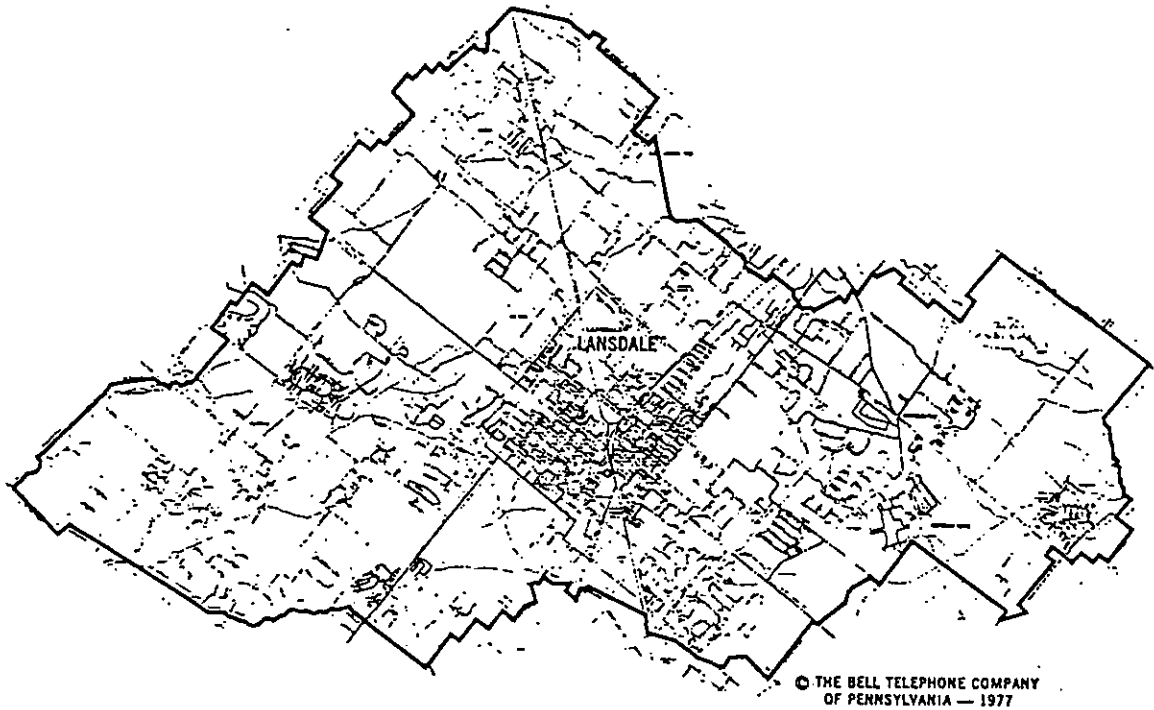 LANSDALE
© THE BELL TELEPHONE COMPANY
OF PENNSYLVANIA — 1977